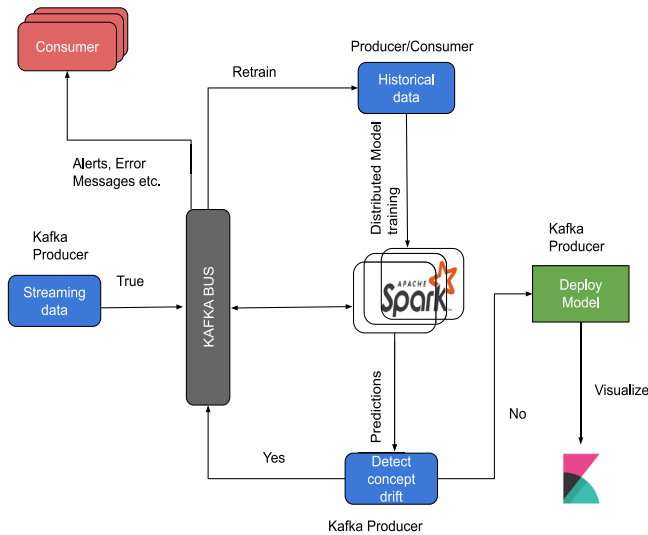 Consumer
Producer/Consumer
Retrain
Historical
data
Alerts, Error
Messages etc.
Distributed Model
training
Kafka
Producer
Streaming
data
True
KAFKA BUS
APACHE
Spark
Kafka
Producer
Deploy
Model
Visualize
Predictions
No
Yes
Detect
concept
drift
Kafka Producer